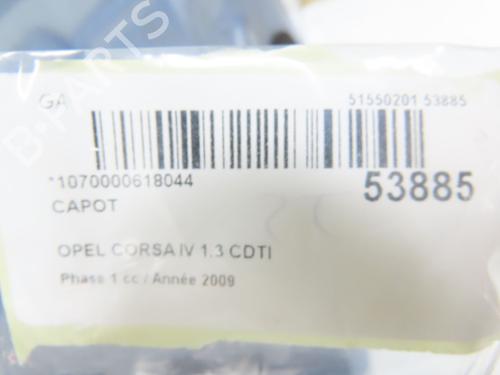 GA
51550201 53885
*1070000618044
53885
CAPOT
OPEL CORSA IV 1.3 CDTI
Phase 1 cc / Année 2009
B-PARTS